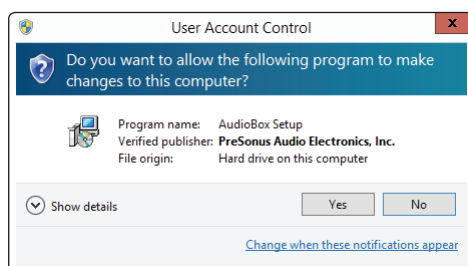 User Account Control
x
Do you want to allow the following program to make
changes to this computer?
Program name: AudioBox Setup
Verified publisher: PreSonus Audio Electronics, Inc.
File origin: Hard drive on this computer
Show details
Yes
No
Change when these notifications appear